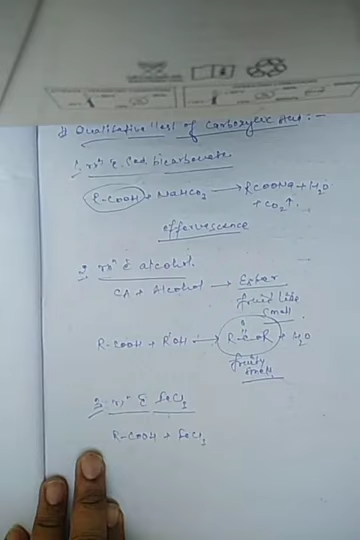 Qualitative Test of Carboxylic Acid:-
1. rxn c̄ bicarbonate.
R-COOH + NaHCO3 → RCOONa + H2O
+ CO2↑.
effervescence
2. rxn c̄ alcohol.
CA + Alcohol → Ester
fruit like
smell
O
R-COOH + R'OH → R-C-OR + H2O
fruity
smell
3. rxn c̄ FeCl3
R-COOH + FeCl3